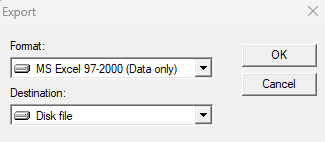 Export
Format:
MS Excel 97-2000 (Data only)
OK
Cancel
Destination:
Disk file